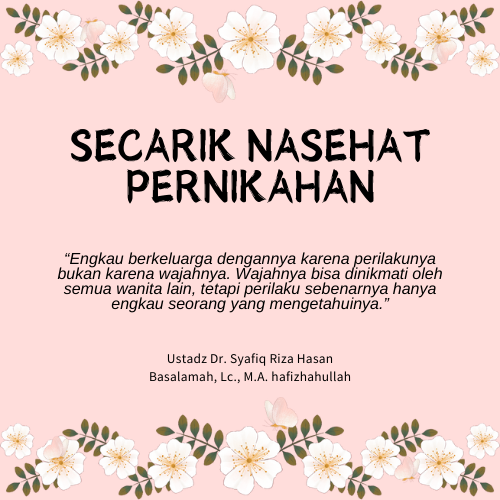 SECARIK NASEHAT
PERNIKAHAN
“Engkau berkeluarga dengannya karena perilakunya
bukan karena wajahnya. Wajahnya bisa dinikmati oleh
semua wanita lain, tetapi perilaku sebenarnya hanya
engkau seorang yang mengetahuinya.”
Ustadz Dr. Syafiq Riza Hasan
Basalamah, Lc., M.A. hafizhahullah